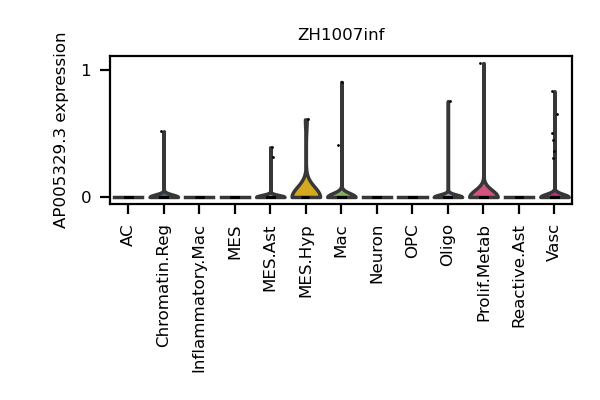 ZH1007inf
AP005329.3 expression
1
0
AC
Chromatin.Reg
Inflammatory.Mac
MES
MES.Ast
MES.Hyp
Mac
Neuron
OPC
Oligo
Prolif.Metab
Reactive.Ast
Vasc